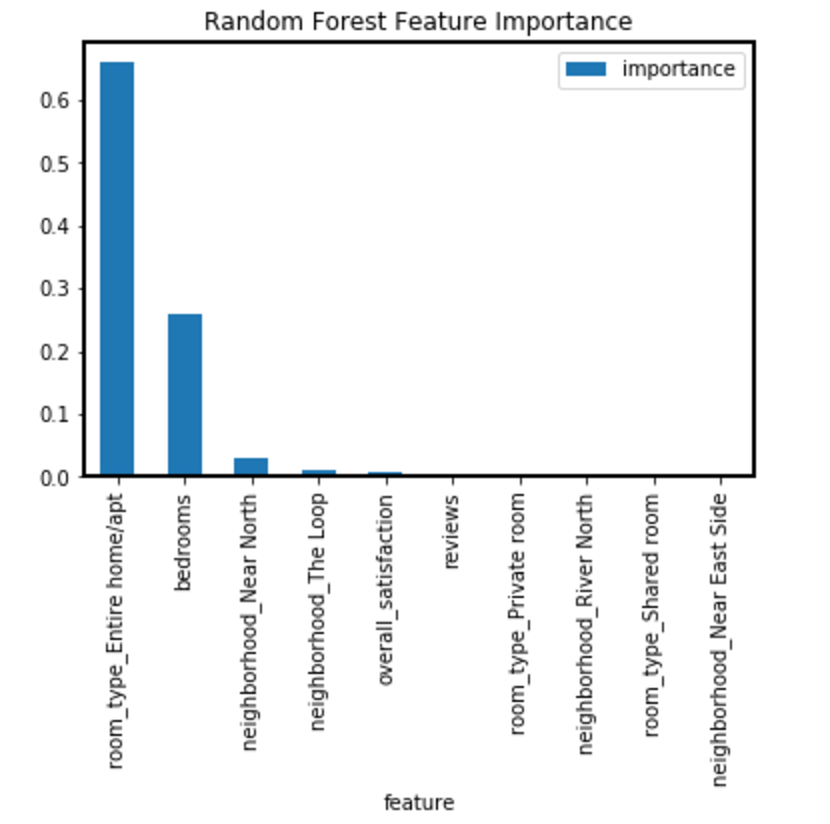 Random Forest Feature Importance
importance
0.6
0.5
0.4
0.3
0.2
0.1
0.0
room_type_Entire home/apt
bedrooms
neighborhood_Near North
neighborhood_The Loop
overall_satisfaction
reviews
room_type_Private room
neighborhood_River North
room_type_Shared room
neighborhood_Near East Side
feature